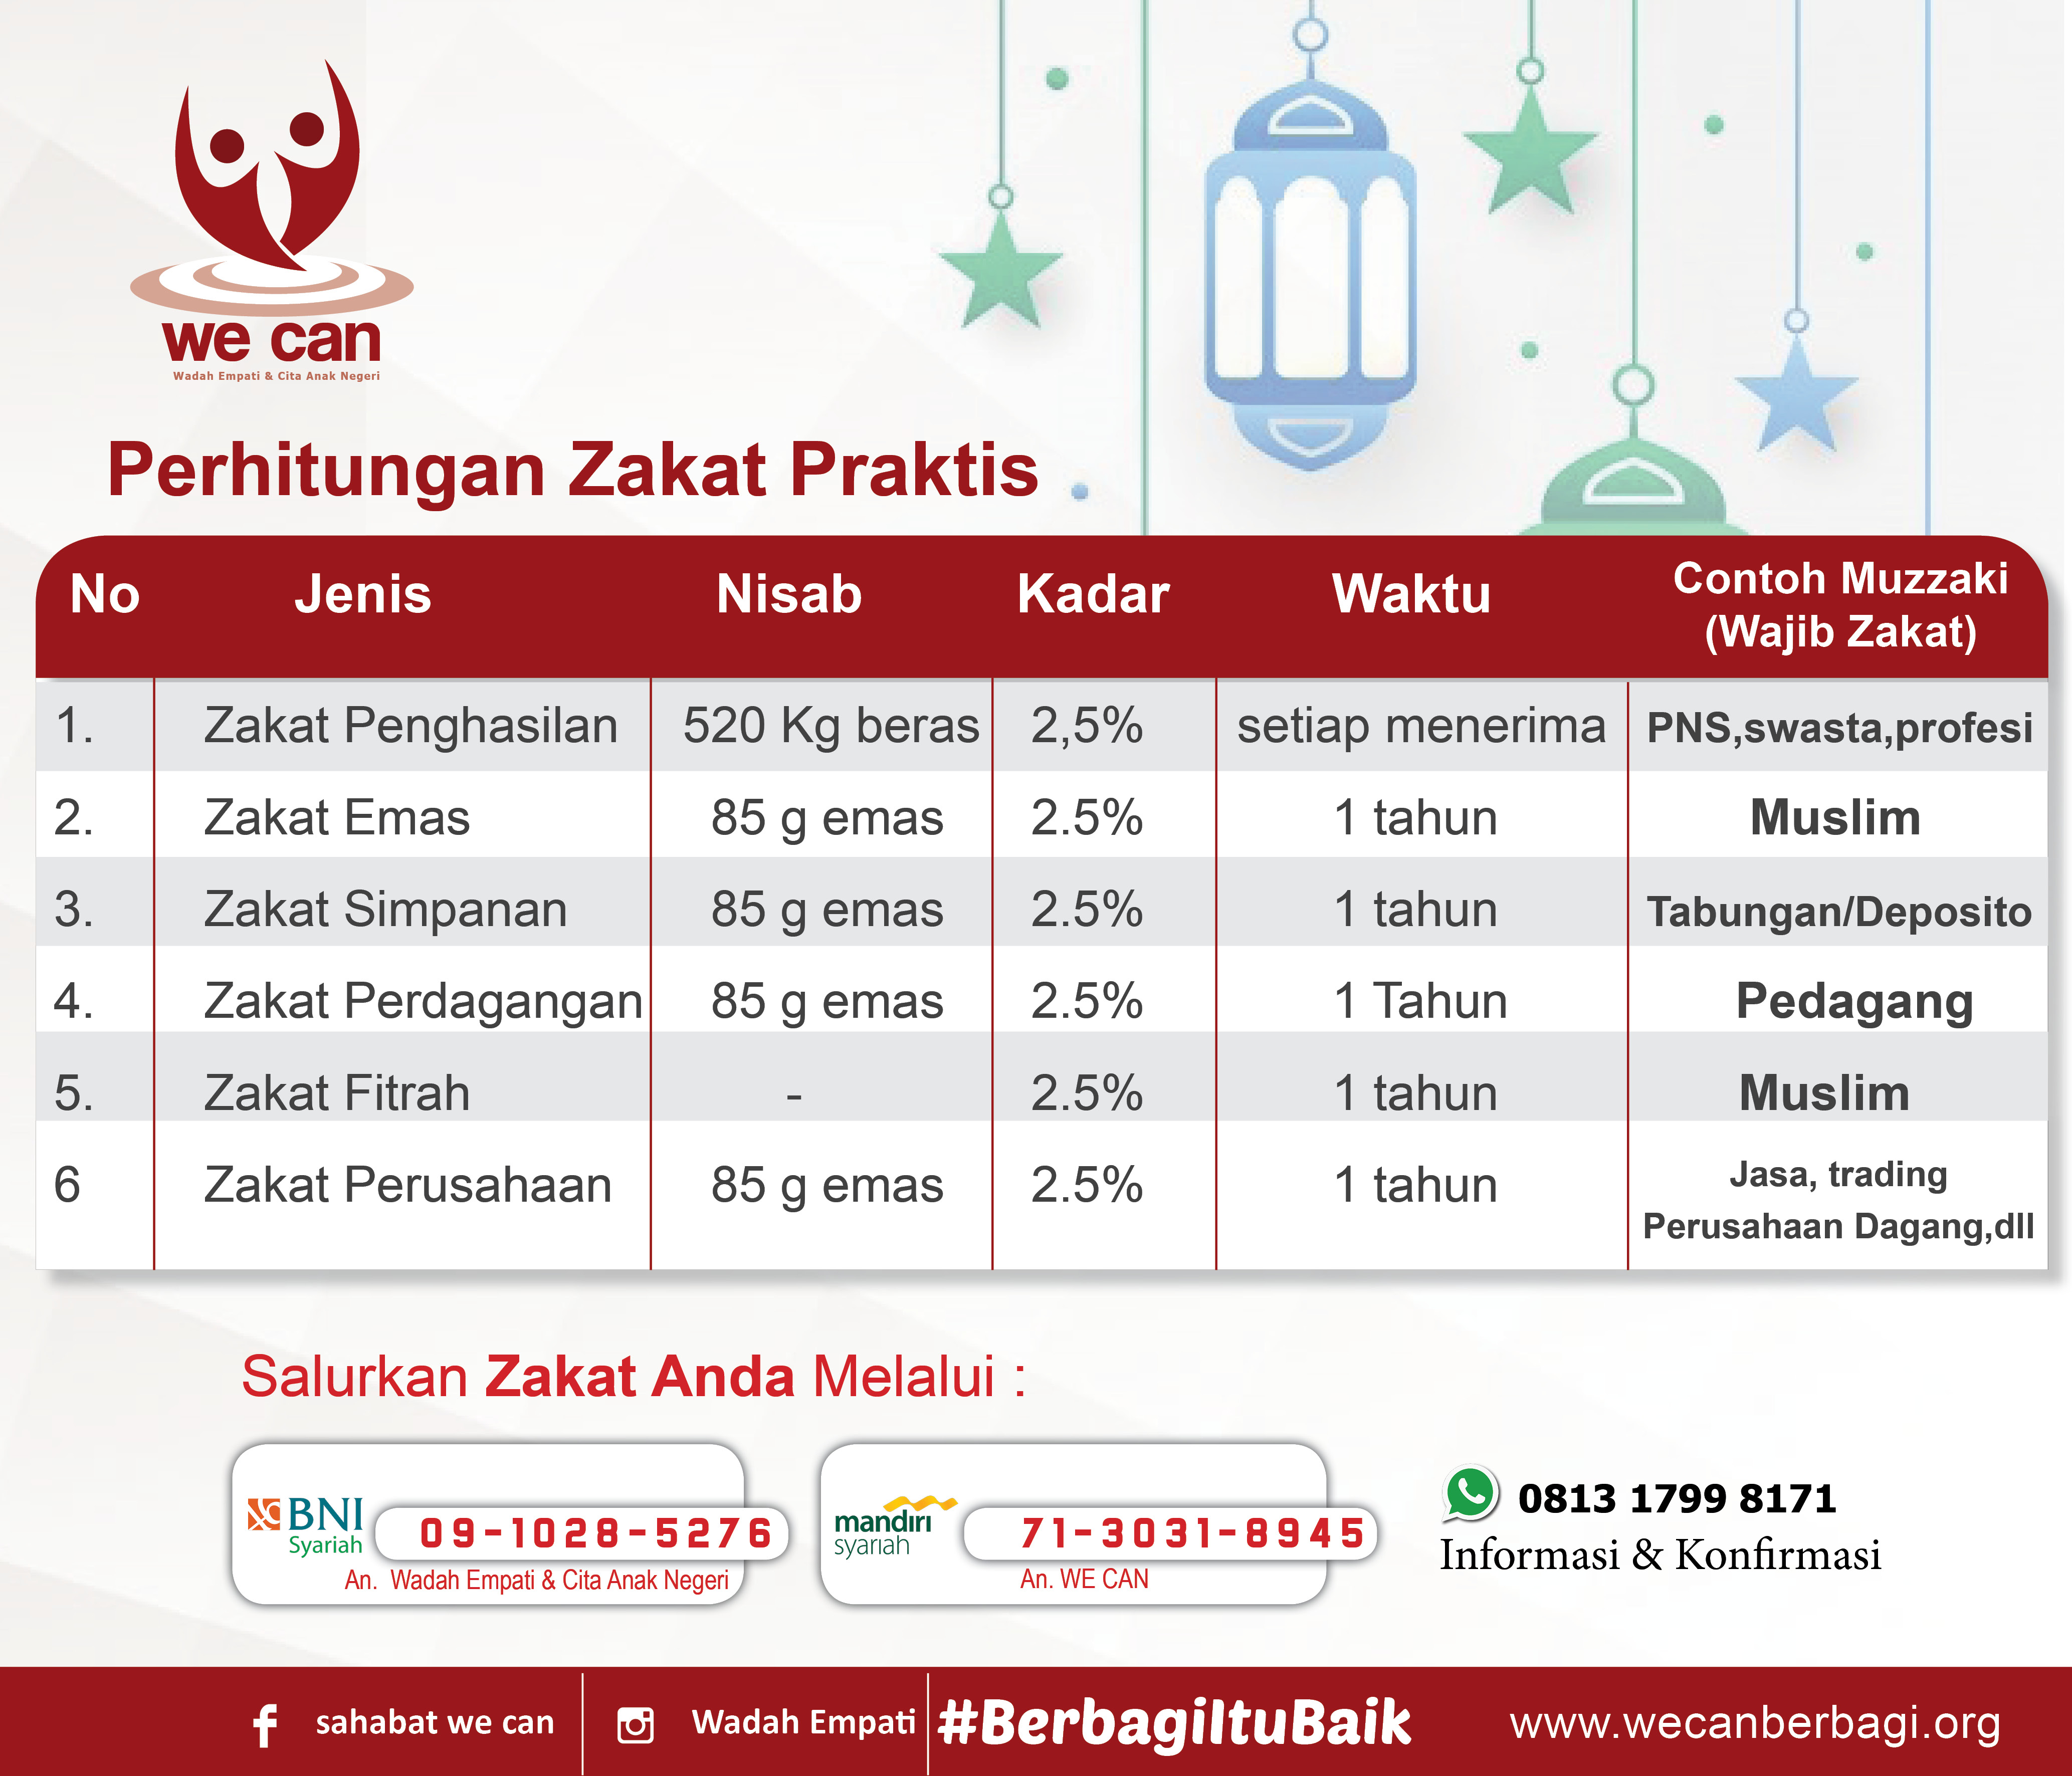 we can
Wadah Empati & Cita Anak Negeri
Perhitungan Zakat Praktis
No Jenis Nisab Kadar Waktu Contoh Muzzaki (Wajib Zakat)
1. Zakat Penghasilan 520 Kg beras 2,5% setiap menerima PNS,swasta,profesi
2. Zakat Emas 85 g emas 2.5% 1 tahun Muslim
3. Zakat Simpanan 85 g emas 2.5% 1 tahun Tabungan/Deposito
4. Zakat Perdagangan 85 g emas 2.5% 1 Tahun Pedagang
5. Zakat Fitrah - 2.5% 1 tahun Muslim
6 Zakat Perusahaan 85 g emas 2.5% 1 tahun Jasa, trading
Perusahaan Dagang,dll
Salurkan Zakat Anda Melalui :
BNI Syariah 09-1028-5276
An. Wadah Empati & Cita Anak Negeri
mandiri syariah 71-3031-8945
An. WE CAN
0813 1799 8171
Informasi & Konfirmasi
f sahabat we can Wadah Empati #BerbagiItuBaik www.wecanberbagi.org